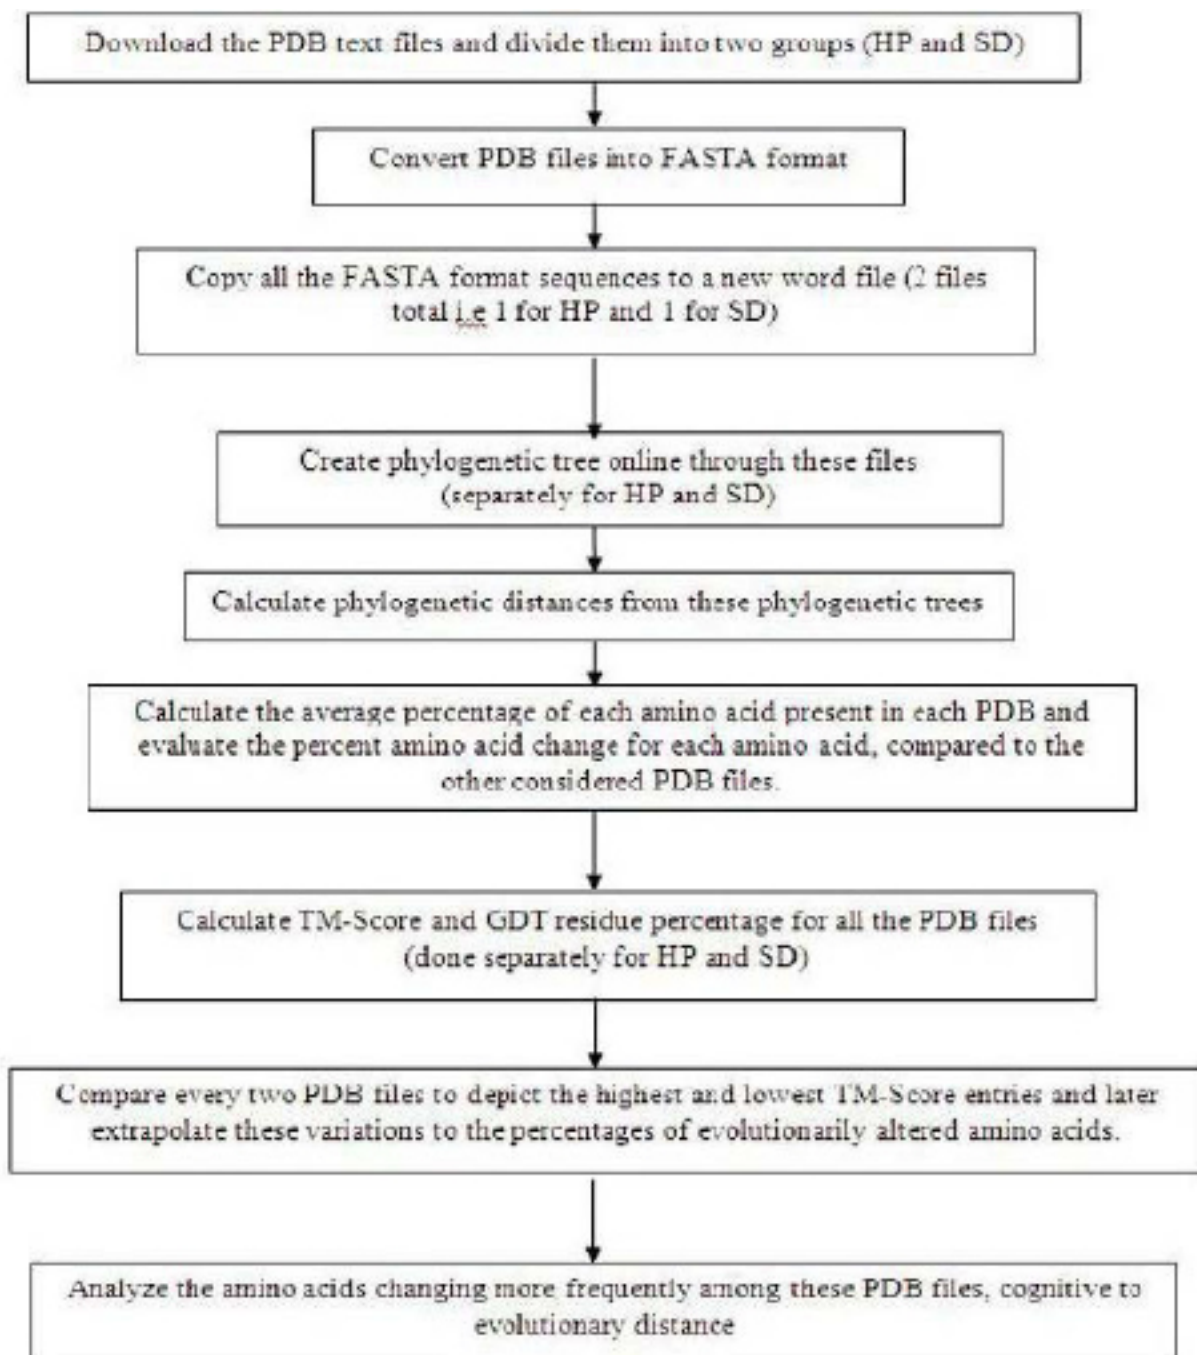 Download the PDB text files and divide them into two groups (HP and SD)
Convert PDB files into FASTA format
Copy all the FASTA format sequences to a new word file (2 files
total i.e 1 for HP and 1 for SD)
Create phylogenetic tree online through these files
(separately for HP and SD)
Calculate phylogenetic distances from these phylogenetic trees
Calculate the average percentage of each amino acid present in each PDB and
evaluate the percent amino acid change for each amino acid, compared to the
other considered PDB files.
Calculate TM-Score and GDT residue percentage for all the PDB files
(done separately for HP and SD)
Compare every two PDB files to depict the highest and lowest TM-Score entries and later
extrapolate these variations to the percentages of evolutionarily altered amino acids.
Analyze the amino acids changing more frequently among these PDB files, cognitive to
evolutionary distance